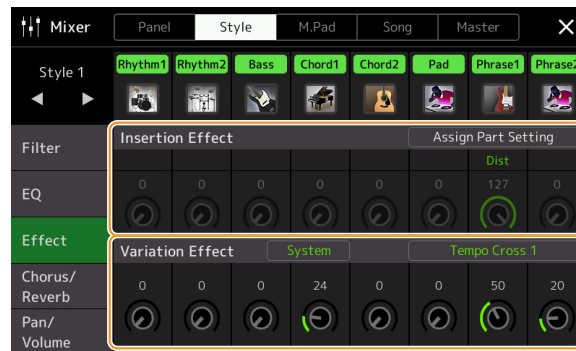 Mixer
Panel Style M.Pad Song Master ×
Style 1
Rhythm1 Rhythm2 Bass Chord1 Chord2 Pad Phrase1 Phrase2
Filter
Insertion Effect Assign Part Setting
Dist
0 0 0 0 0 0 127 0
EQ
Effect
Variation Effect System Tempo Cross 1
0 0 0 24 0 0 50 20
Chorus/
Reverb
Pan/
Volume